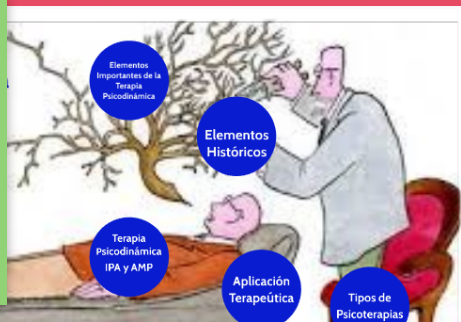 Elementos
Importantes de la
Terapia
Psicodinámica
Elementos
Históricos
Terapia
Psicodinámica
IPA y AMP
Aplicación
Terapeútica
Tipos de
Psicoterapias